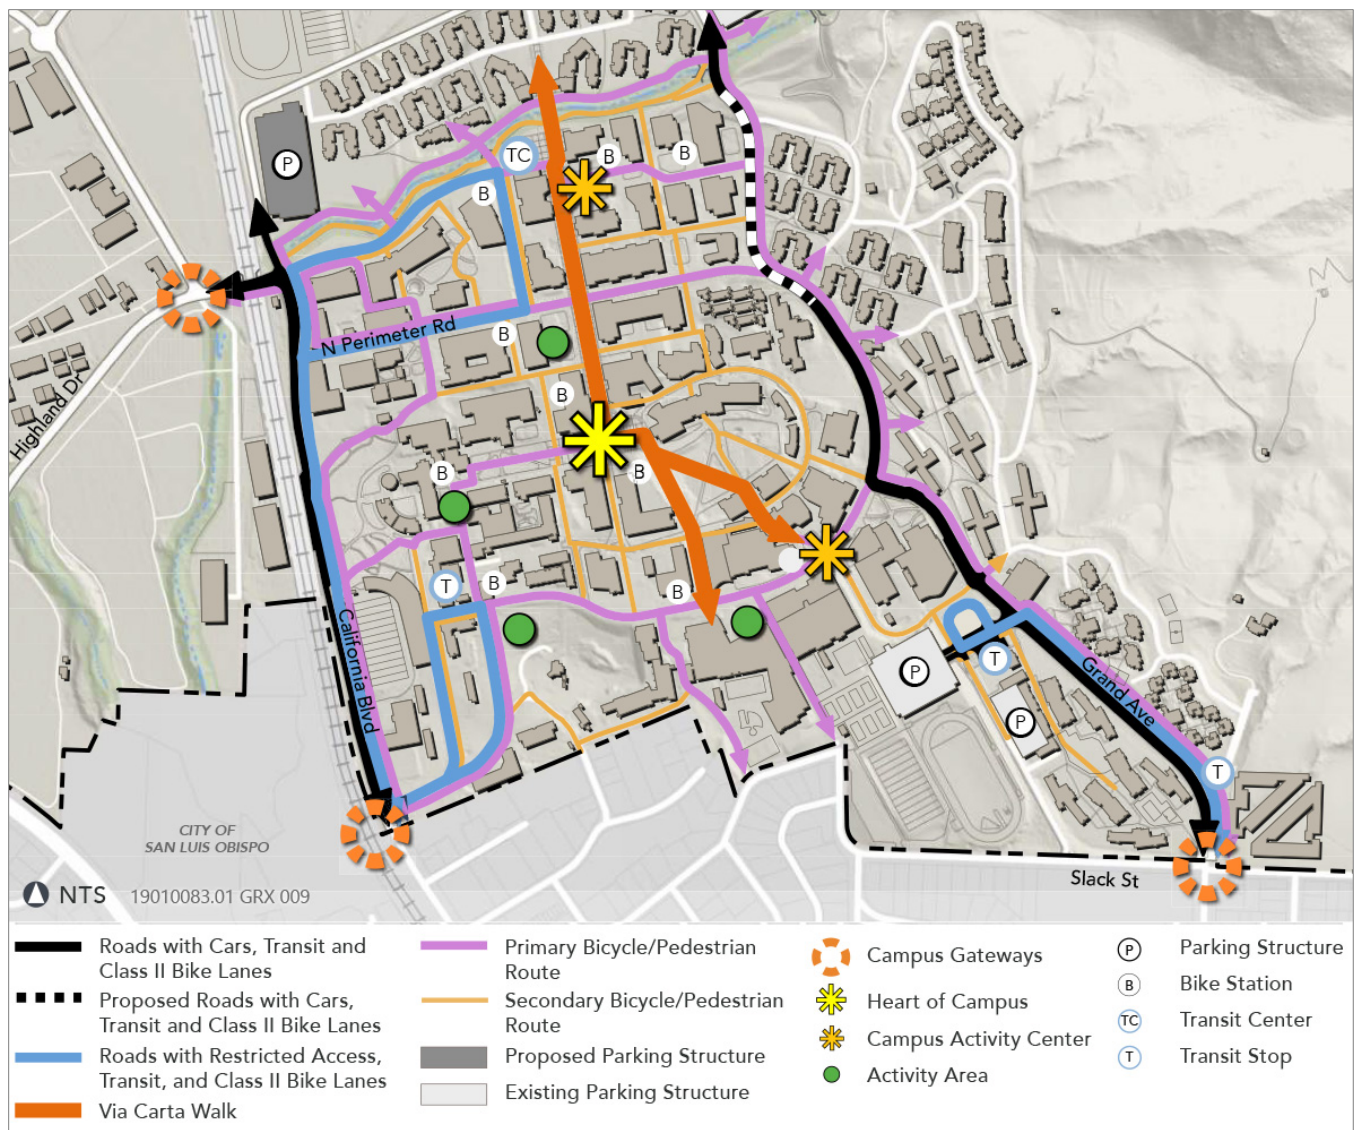 P
TC
B
B
B
N Perimeter Rd
B
Highland Dr
B
B
B
T
B
B
California Blvd
P
T
P
Grand Ave
T
CITY OF
SAN LUIS OBISPO
Slack St
NTS 19010083.01 GRX 009
Roads with Cars, Transit and
Class II Bike Lanes
Proposed Roads with Cars,
Transit and Class II Bike Lanes
Roads with Restricted Access,
Transit, and Class II Bike Lanes
Via Carta Walk
Primary Bicycle/Pedestrian
Route
Secondary Bicycle/Pedestrian
Route
Proposed Parking Structure
Existing Parking Structure
Campus Gateways
Heart of Campus
Campus Activity Center
Activity Area
P Parking Structure
B Bike Station
TC Transit Center
T Transit Stop